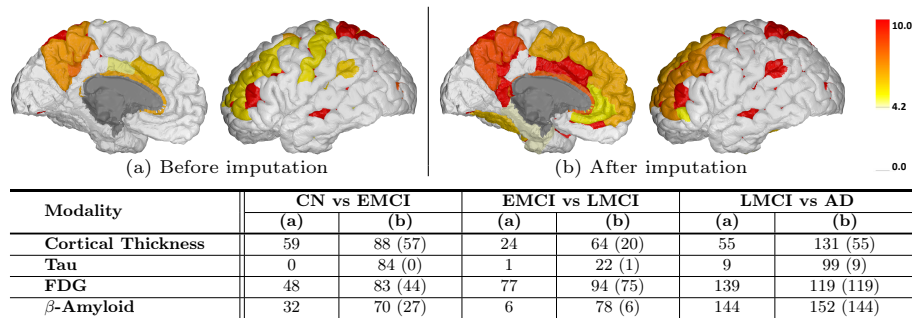 10.0
4.2
0.0
(a) Before imputation
(b) After imputation
Modality CN vs EMCI EMCI vs LMCI LMCI vs AD
(a) (b) (a) (b) (a) (b)
Cortical Thickness 59 88 (57) 24 64 (20) 55 131 (55)
Tau 0 84 (0) 1 22 (1) 9 99 (9)
FDG 48 83 (44) 77 94 (75) 139 119 (119)
β-Amyloid 32 70 (27) 6 78 (6) 144 152 (144)